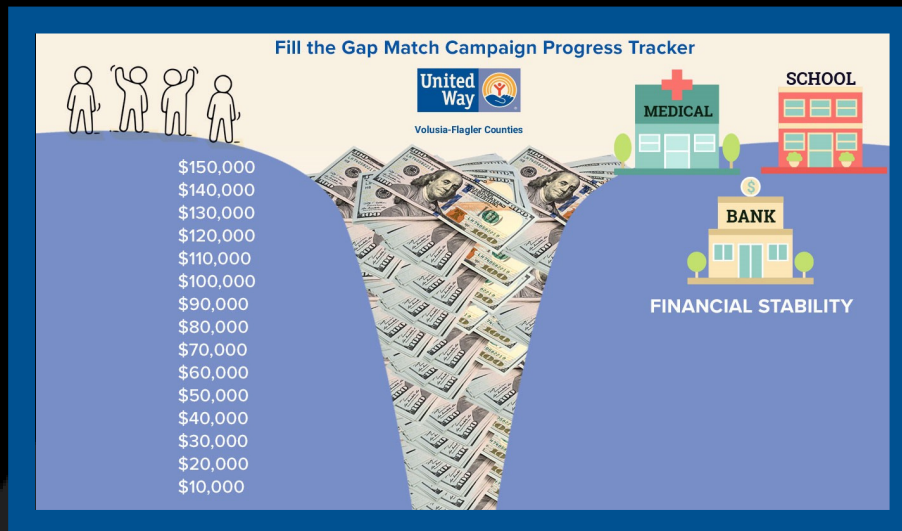 Fill the Gap Match Campaign Progress Tracker
United
Way
Volusia-Flagler Counties
MEDICAL
SCHOOL
$150,000
$140,000
$130,000
$120,000
$110,000
$100,000
$90,000
$80,000
$70,000
$60,000
$50,000
$40,000
$30,000
$20,000
$10,000
$
BANK
FINANCIAL STABILITY
100